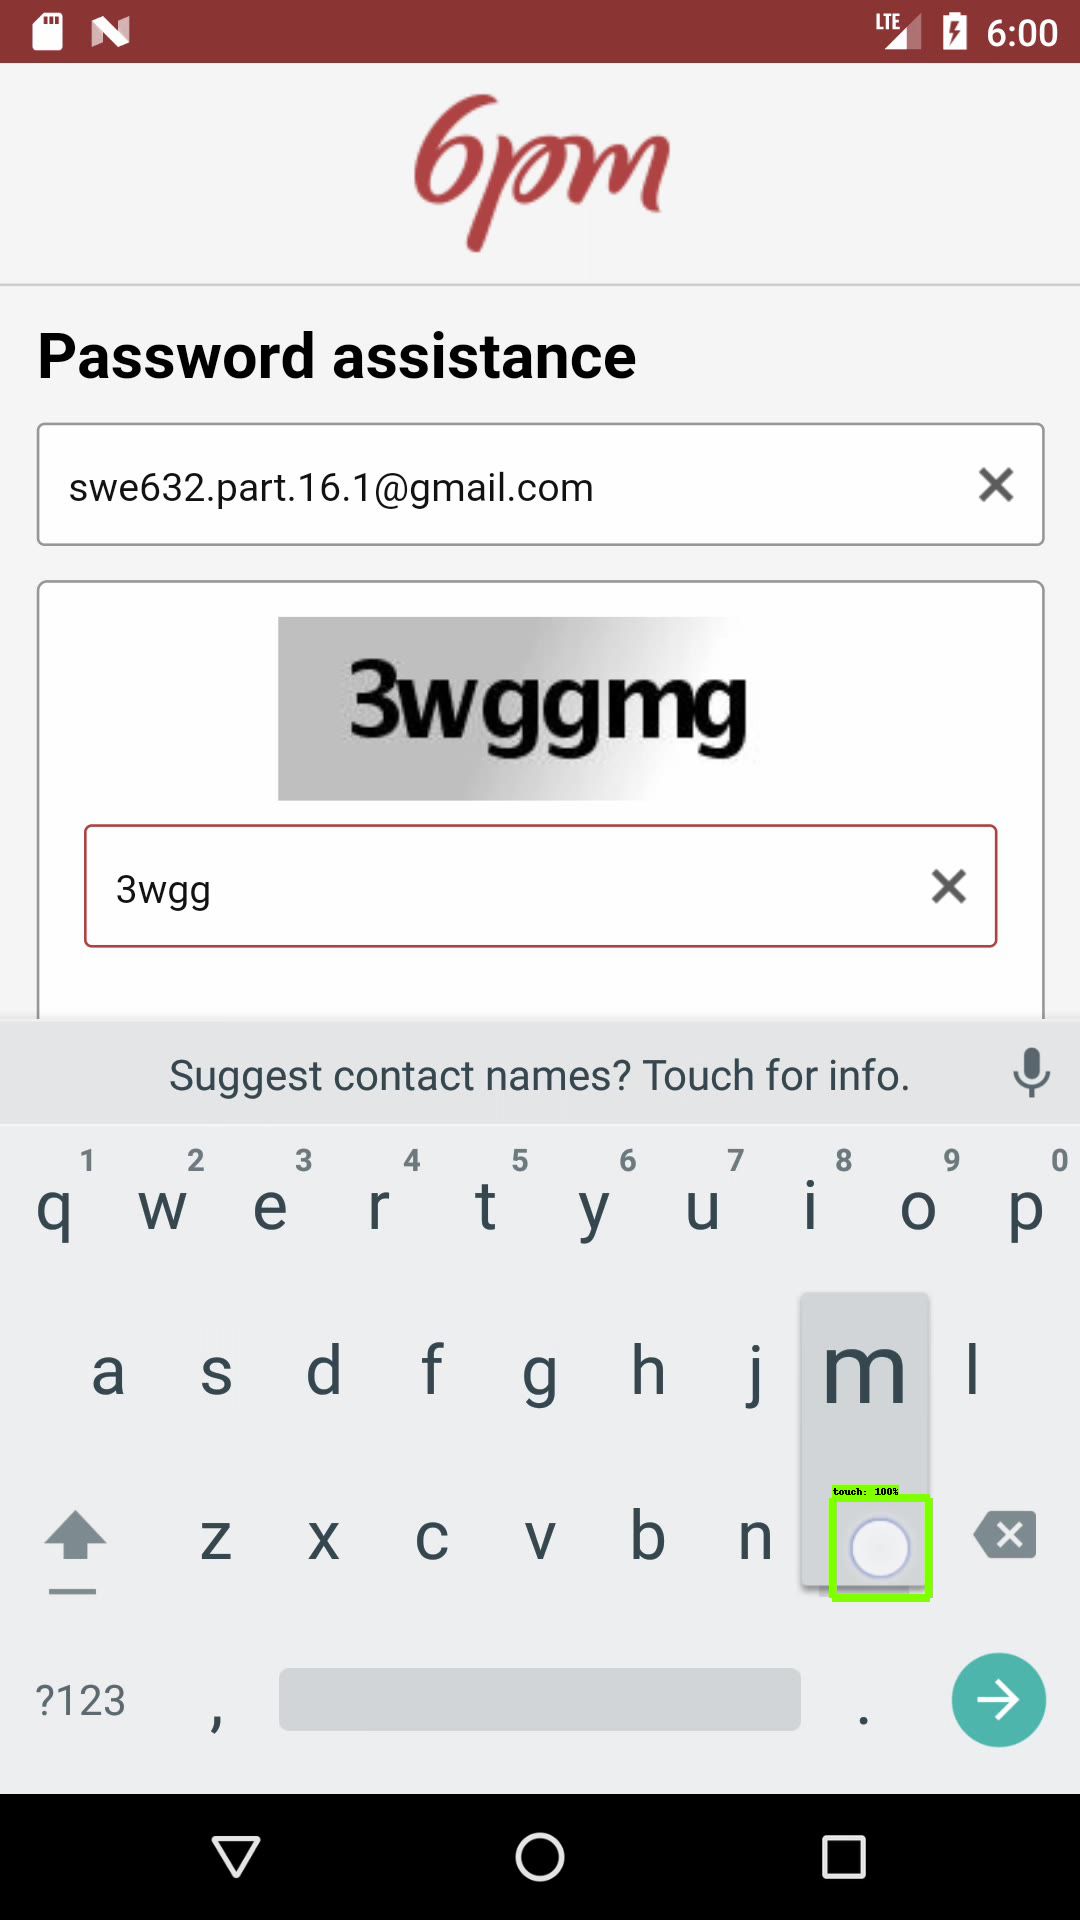 LTE 6:00
6pm
Password assistance
swe632.part.16.1@gmail.com
3wggmg
3wgg
Suggest contact names? Touch for info.
1 2 3 4 5 6 7 8 9 0
q w e r t y u i o p
a s d f g h j m l
touch: 100%
z x c v b n
?123 , .